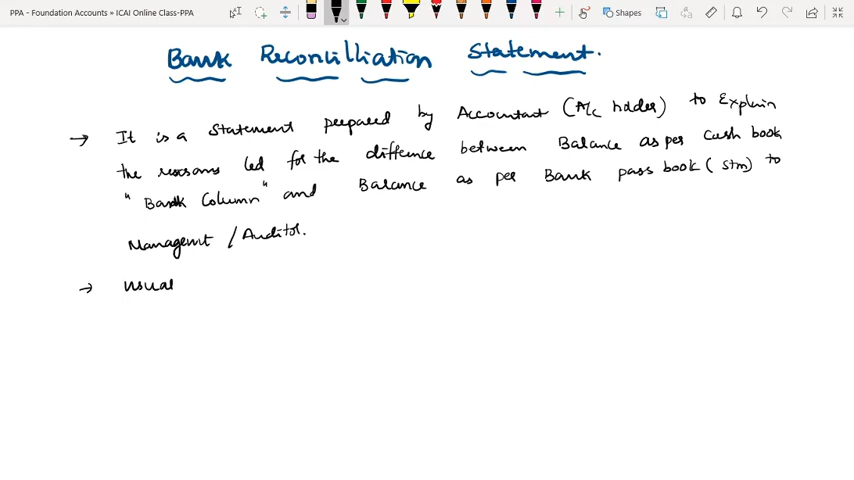 PPA - Foundation Accounts » ICAI Online Class-PPA
Shapes
Bank Reconcilliation Statement.
→ It is a Statement prepared by Accountant (A/c holder) to Explain
the reasons led for the difference between Balance as per cash book
" Bank Column " and Balance as per Bank pass book (Stm) to
Managemt / Auditor.
→ usual